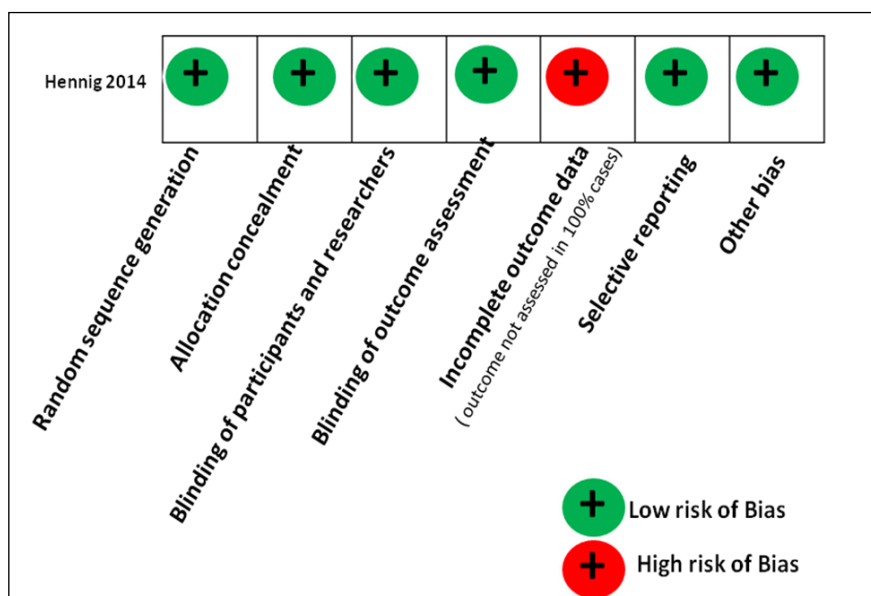 Hennig 2014
+ + + + + + +
Random sequence generation
Allocation concealment
Blinding of participants and researchers
Blinding of outcome assessment
Incomplete outcome data
( outcome not assessed in 100% cases)
Selective reporting
Other bias
+ Low risk of Bias
+ High risk of Bias